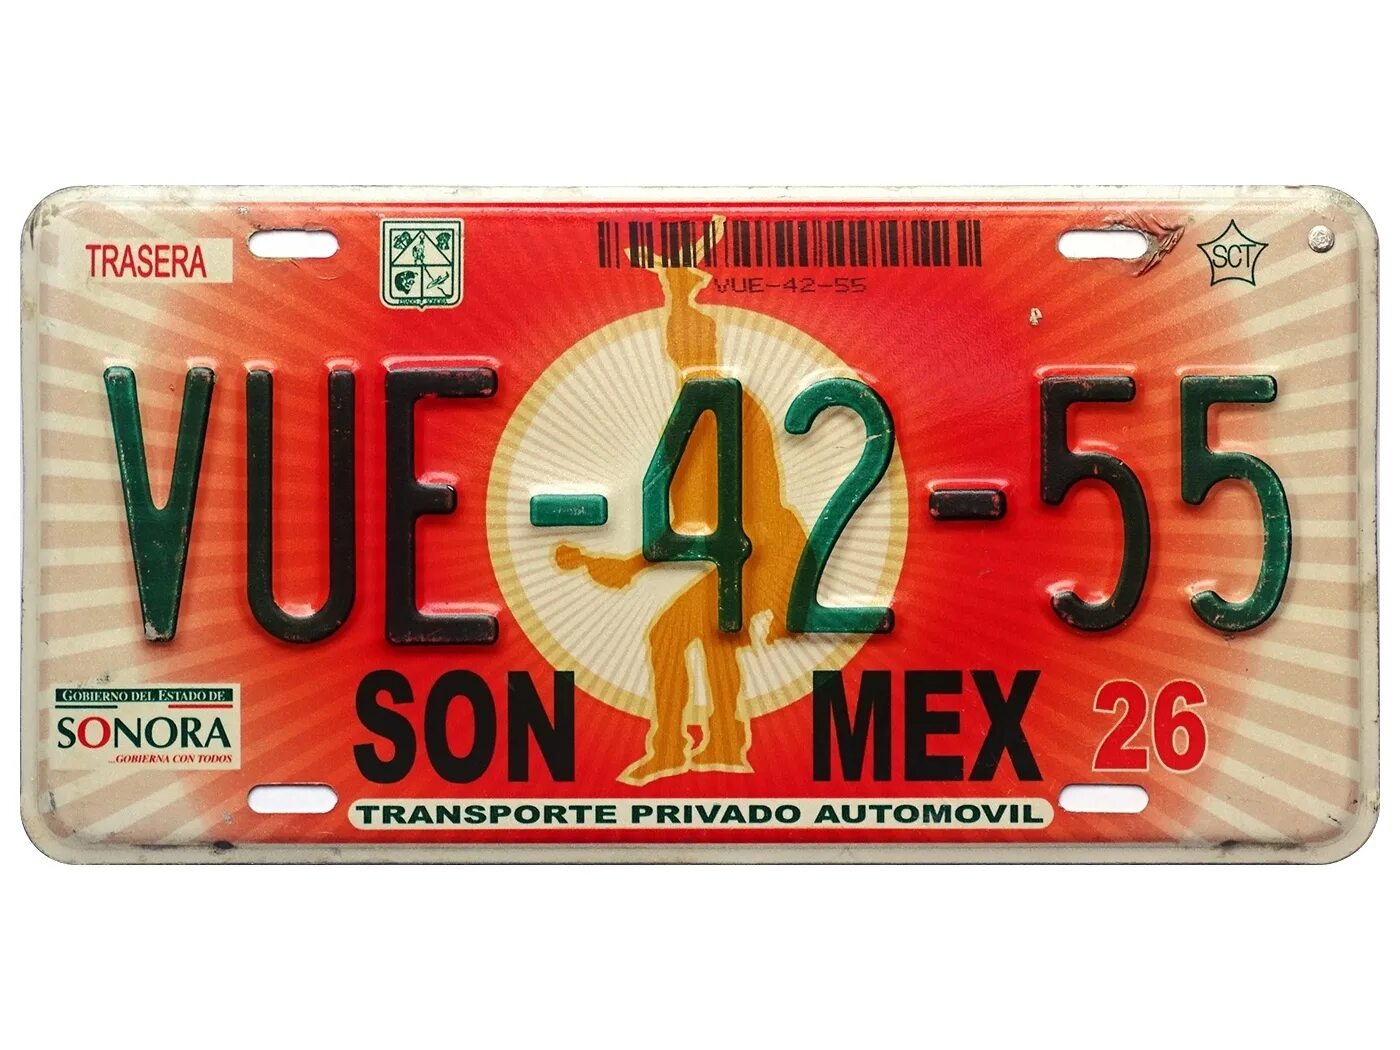 TRASERA
VUE-42-55
SCT
VUE-42-55
GOBIERNO DEL ESTADO DE
SONORA
...GOBIERNA CON TODOS
SON MEX 26
TRANSPORTE PRIVADO AUTOMOVIL